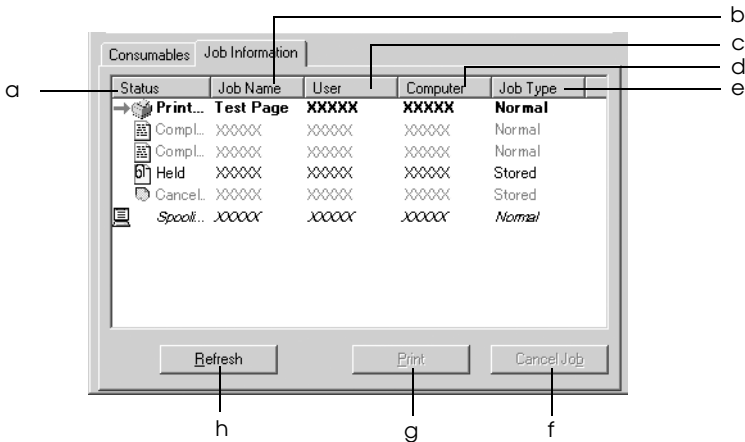 b
c
d
e
a
Consumables Job Information
Status Job Name User Computer Job Type
Print... Test Page XXXXX XXXXX Normal
Compl... XXXXX XXXXX XXXXX Normal
Compl... XXXXX XXXXX XXXXX Normal
Held XXXXX XXXXX XXXXX Stored
Cancel.. XXXXX XXXXX XXXXX Stored
Spooli... XXXXX XXXXX XXXXX Normal
Refresh Print Cancel Job
h g f